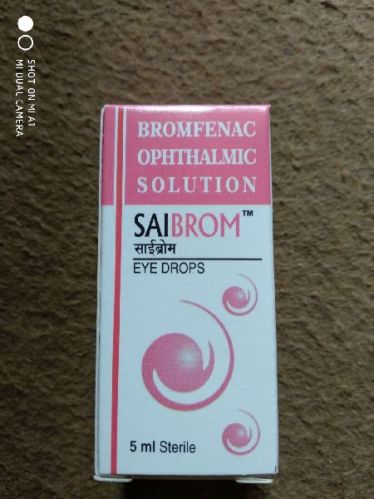 SHOT ON MI A1
MI DUAL CAMERA
BROMFENAC
OPHTHALMIC
SOLUTION
SAIBROM™
साईब्रोम
EYE DROPS
5 ml Sterile